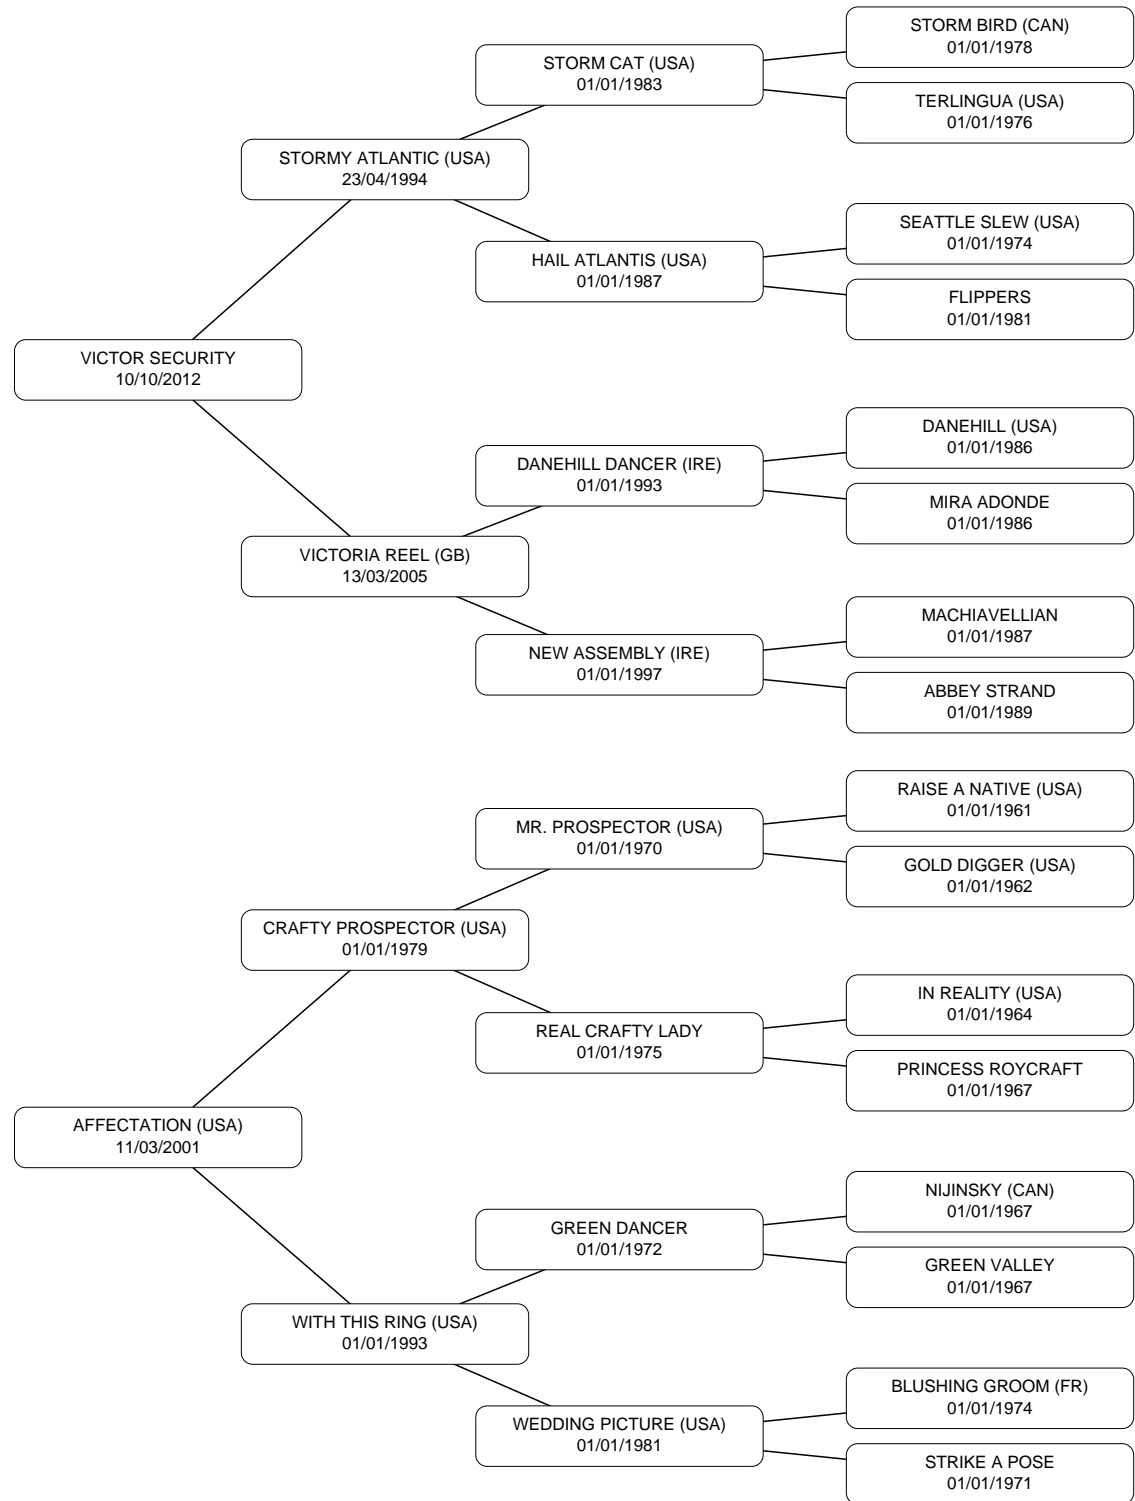 STORM BIRD (CAN)
01/01/1978
STORM CAT (USA)
01/01/1983
TERLINGUA (USA)
01/01/1976
STORMY ATLANTIC (USA)
23/04/1994
SEATTLE SLEW (USA)
01/01/1974
HAIL ATLANTIS (USA)
01/01/1987
FLIPPERS
01/01/1981
VICTOR SECURITY
10/10/2012
DANEHILL (USA)
01/01/1986
DANEHILL DANCER (IRE)
01/01/1993
MIRA ADONDE
01/01/1986
VICTORIA REEL (GB)
13/03/2005
MACHIAVELLIAN
01/01/1987
NEW ASSEMBLY (IRE)
01/01/1997
ABBEY STRAND
01/01/1989
RAISE A NATIVE (USA)
01/01/1961
MR. PROSPECTOR (USA)
01/01/1970
GOLD DIGGER (USA)
01/01/1962
CRAFTY PROSPECTOR (USA)
01/01/1979
IN REALITY (USA)
01/01/1964
REAL CRAFTY LADY
01/01/1975
PRINCESS ROYCRAFT
01/01/1967
AFFECTATION (USA)
11/03/2001
NIJINSKY (CAN)
01/01/1967
GREEN DANCER
01/01/1972
GREEN VALLEY
01/01/1967
WITH THIS RING (USA)
01/01/1993
BLUSHING GROOM (FR)
01/01/1974
WEDDING PICTURE (USA)
01/01/1981
STRIKE A POSE
01/01/1971